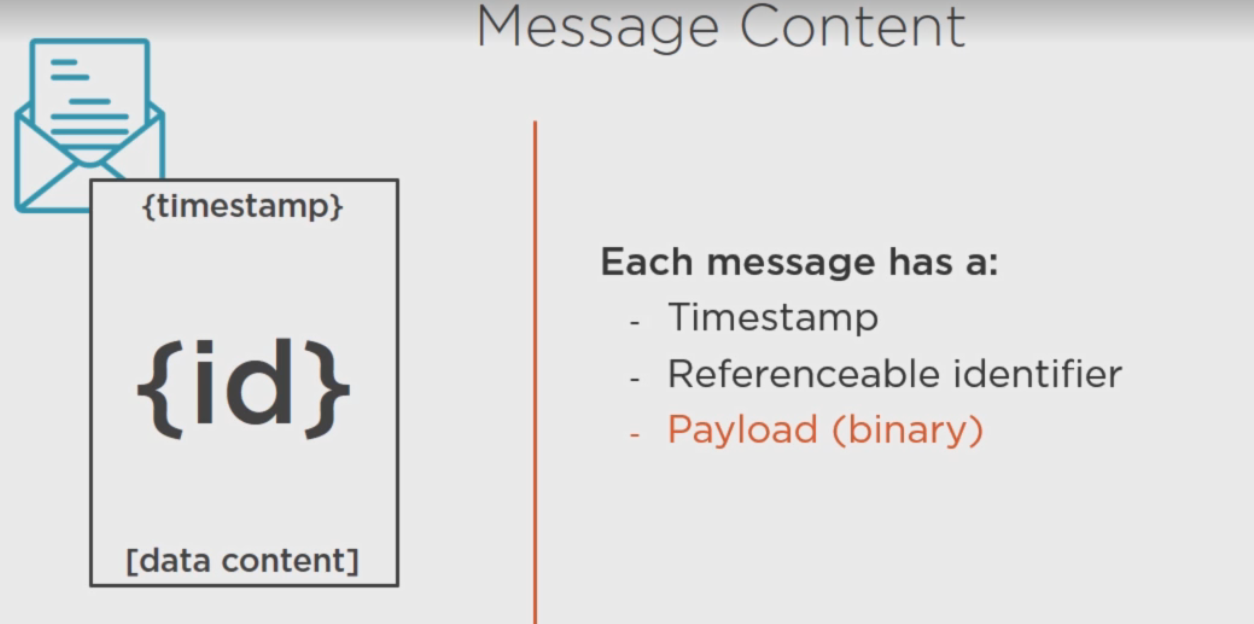 Message Content
{timestamp}
{id}
[data content]
Each message has a:
- Timestamp
- Referenceable identifier
- Payload (binary)